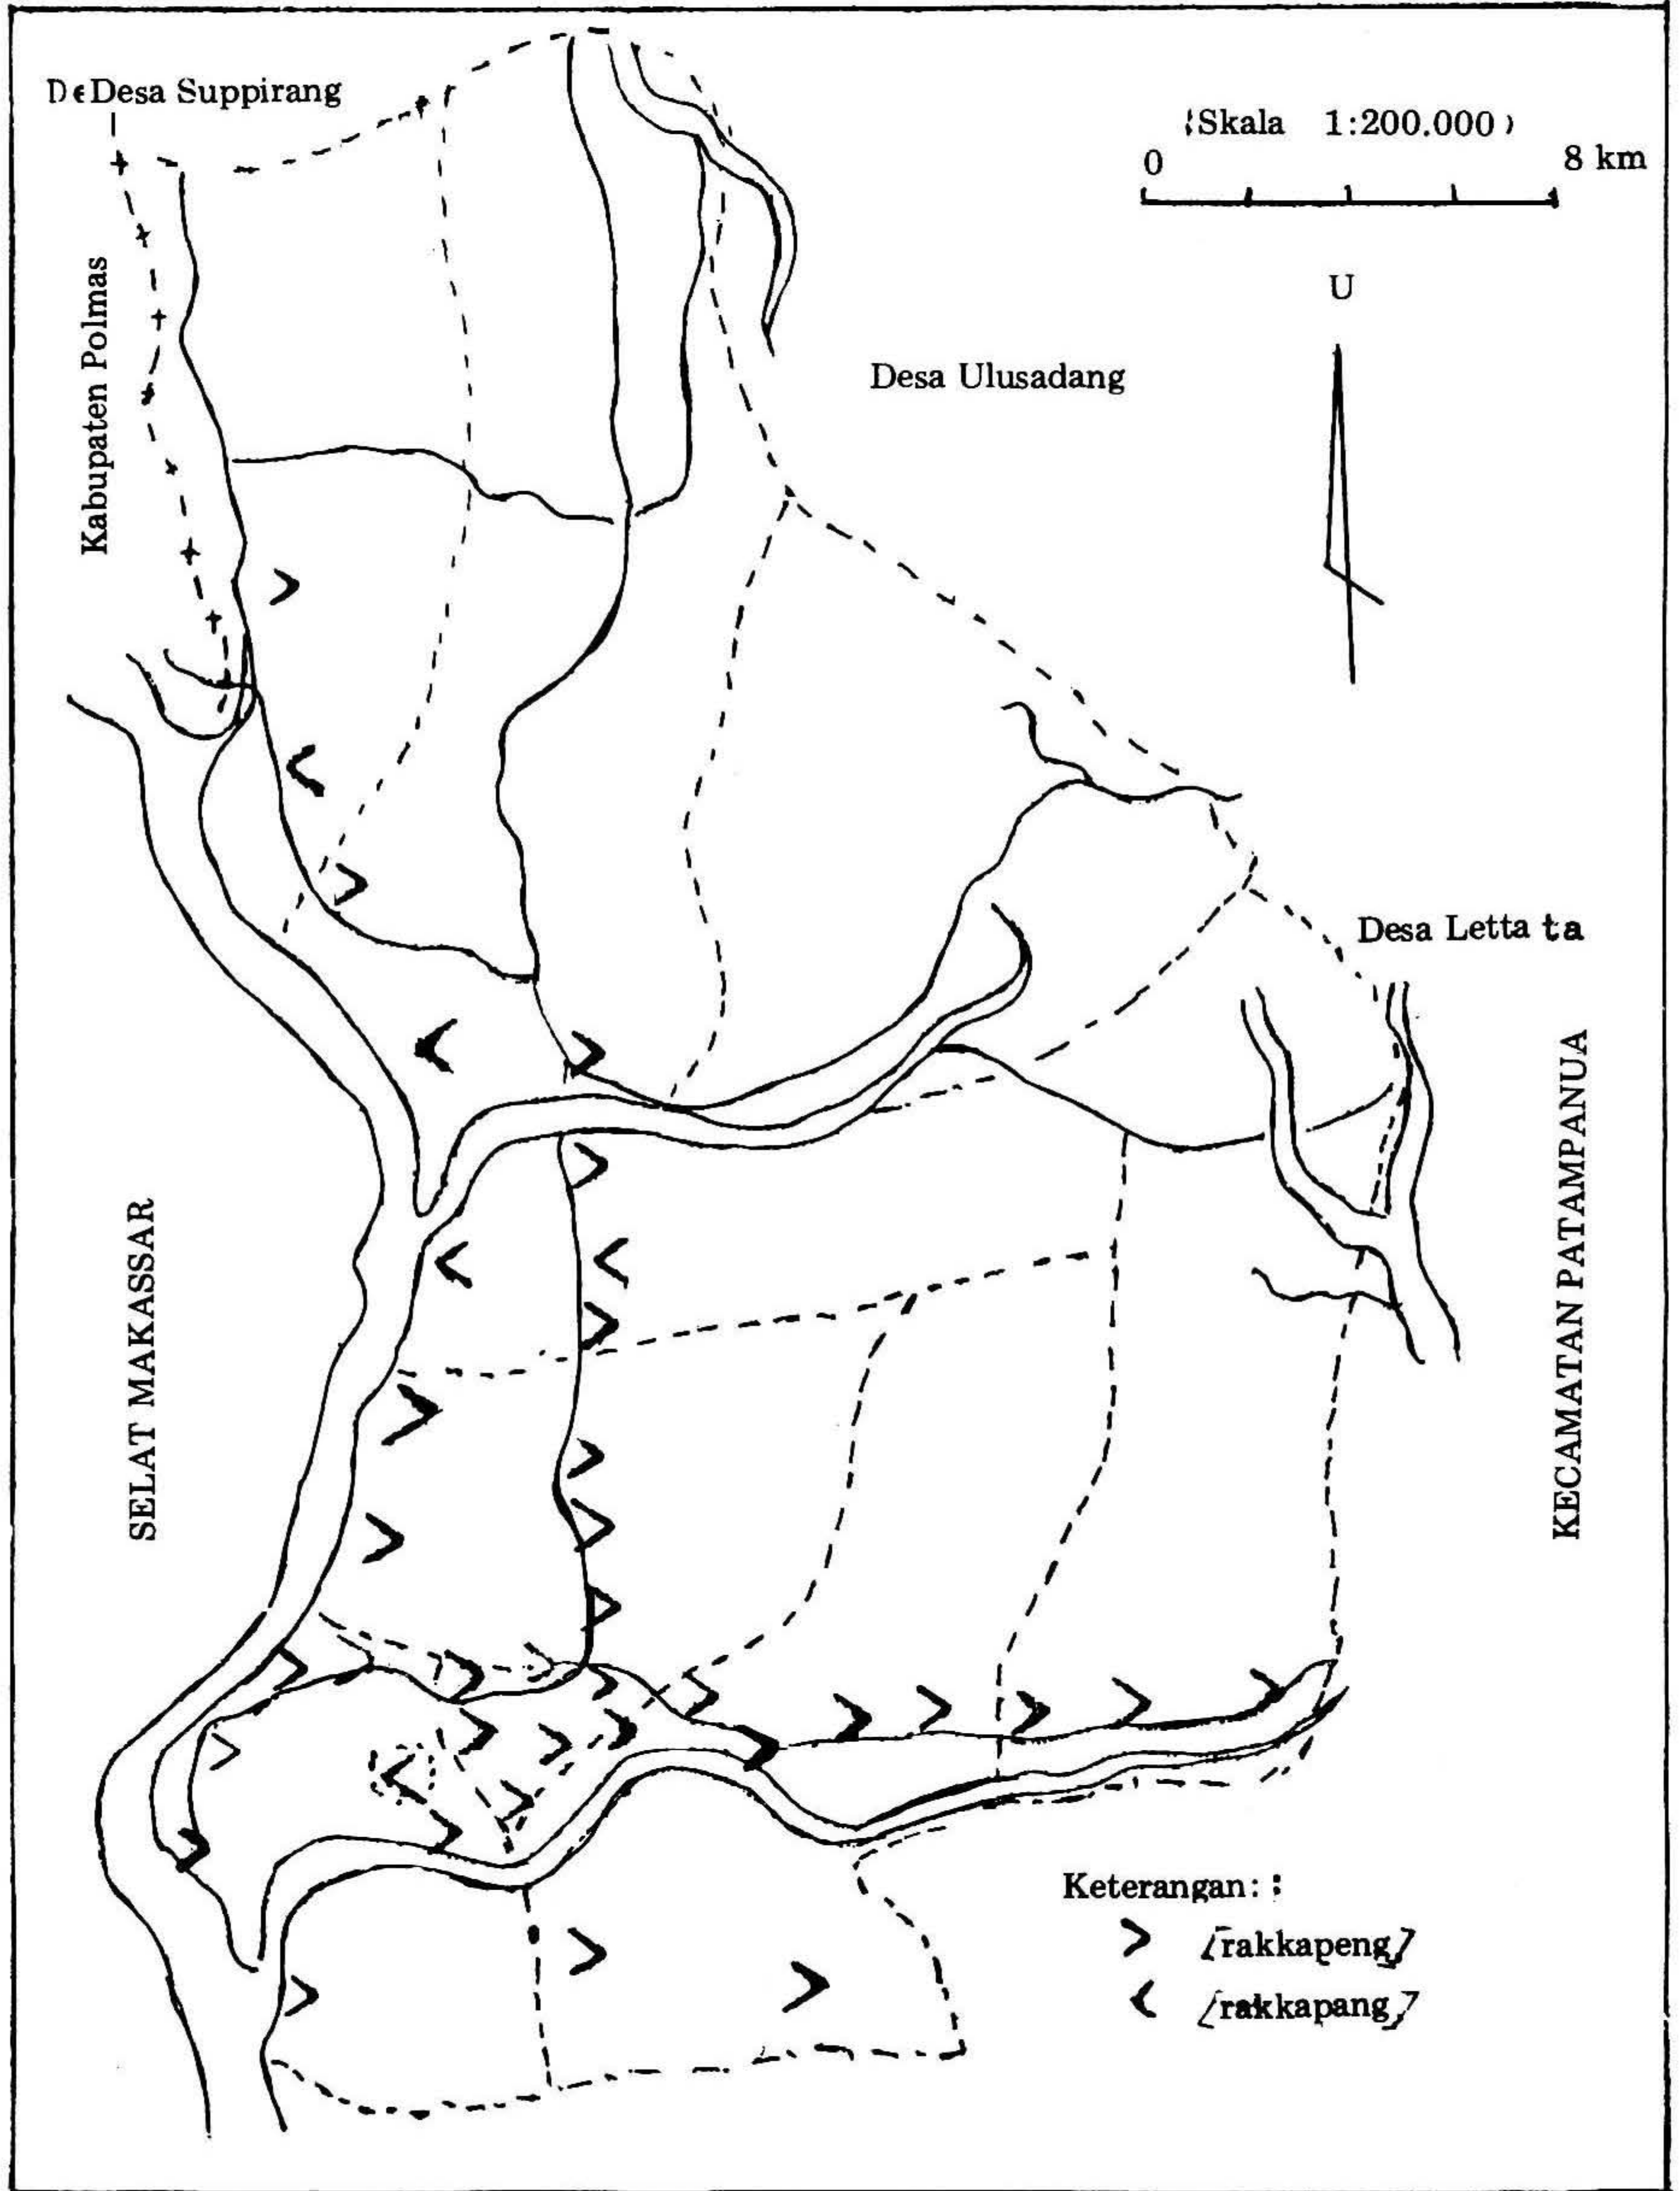 DeDesa Suppirang
(Skala 1:200.000)
0 8 km
U
Kabupaten Polmas
Desa Ulusadang
Desa Letta ta
SELAT MAKASSAR
KECAMATAN PATAMPANUA
Keterangan: :
> [rakkapeng]
< [rakkapang]